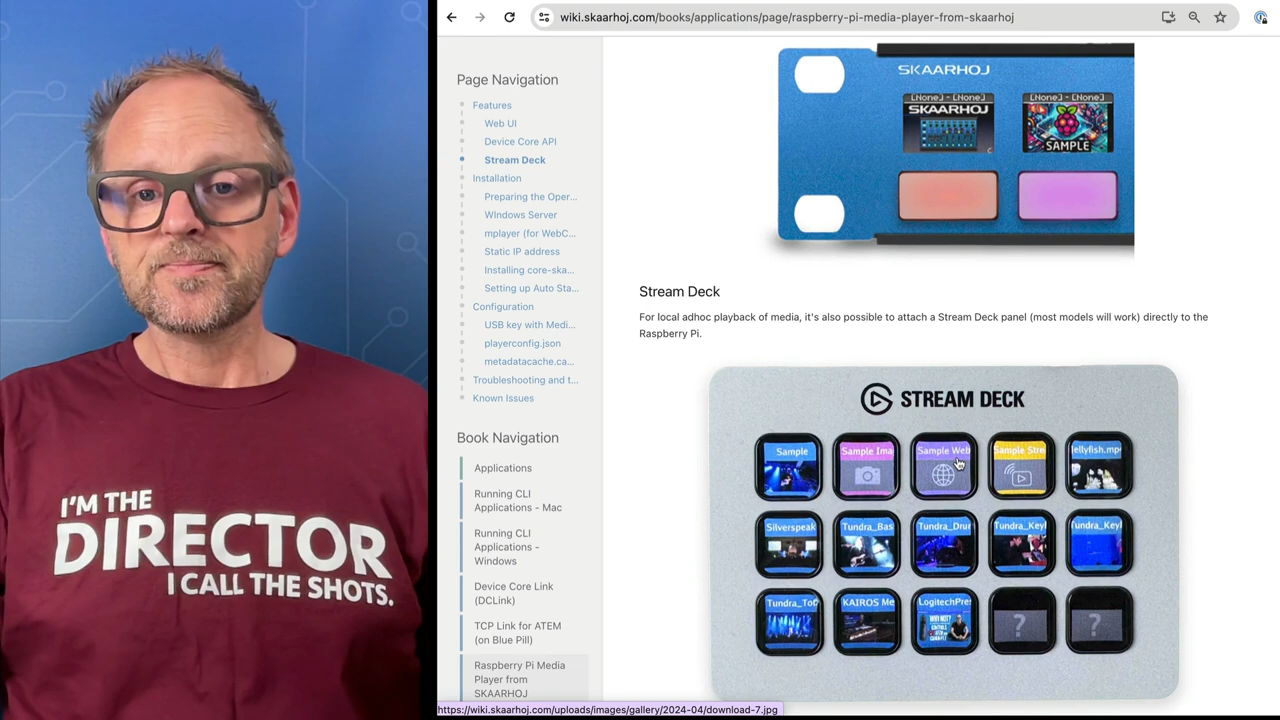 wiki.skaarhoj.com/books/applications/page/raspberry-pi-media-player-from-skaarhoj
I'M THE
DIRECTOR
I CALL THE SHOTS.
Page Navigation
Features
Web UI
Device Core API
Stream Deck
Installation
Preparing the Oper...
WIndows Server
mplayer (for WebC...
Static IP address
Installing core-ska...
Setting up Auto Sta...
Configuration
USB key with Medi...
playerconfig.json
metadatacache.ca...
Troubleshooting and t...
Known Issues
Book Navigation
Applications
Running CLI
Applications - Mac
Running CLI
Applications -
Windows
Device Core Link
(DCLink)
TCP Link for ATEM
(on Blue Pill)
Raspberry Pi Media
Player from
SKAARHOJ
SKAARHOJ
[None] - [None]
SKAARHOJ
[None] - [None]
SAMPLE
Stream Deck
For local adhoc playback of media, it's also possible to attach a Stream Deck panel (most models will work) directly to the
Raspberry Pi.
STREAM DECK
Sample
Sample Ima
Sample Web
Sample Stre
Jellyfish.mp
Silverspeak
Tundra_Bas
Tundra_Drur
Tundra_Keyl
Tundra_Keyl
Tundra_Tot
KAIROS Me
LogitechPres
?
?
https://wiki.skaarhoj.com/uploads/images/gallery/2024-04/download-7.jpg